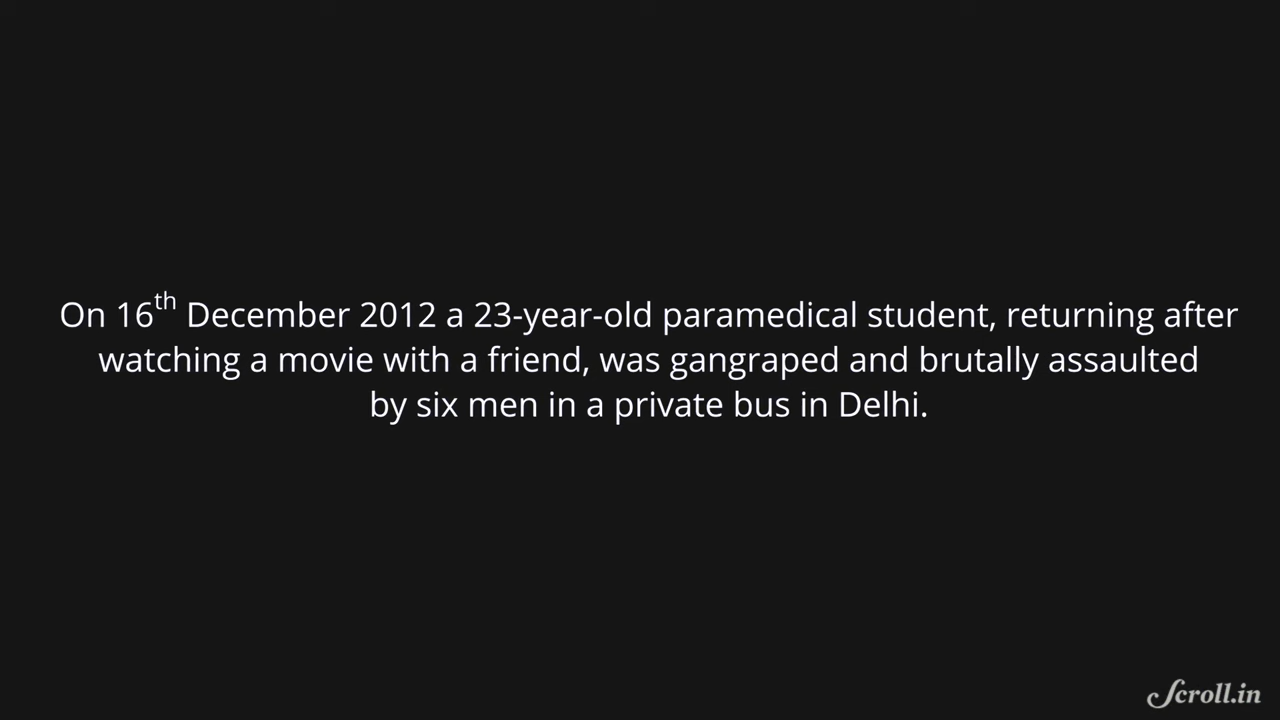 On 16th December 2012 a 23-year-old paramedical student, returning after
watching a movie with a friend, was gangraped and brutally assaulted
by six men in a private bus in Delhi.
Scroll.in